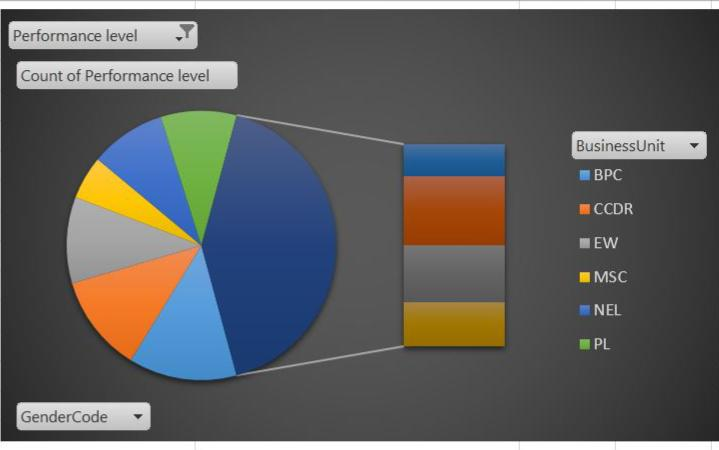 Performance level
Count of Performance level
BusinessUnit
BPC
CCDR
EW
MSC
NEL
PL
GenderCode